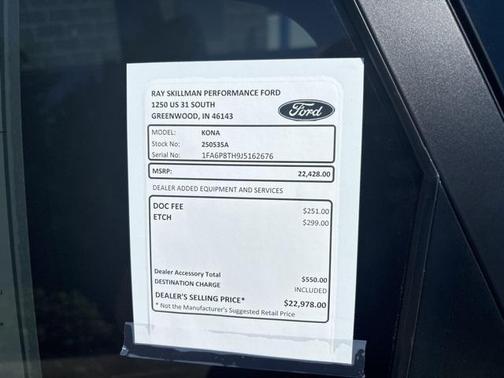 RAY SKILLMAN PERFORMANCE FORD
1250 US 31 SOUTH
GREENWOOD, IN 46143
Ford
MODEL: KONA
Stock No: 250535A
Serial No: 1FA6P8TH9J5162676
MSRP: 22,428.00
DEALER ADDED EQUIPMENT AND SERVICES
DOC FEE $251.00
ETCH $299.00
Dealer Accessory Total $550.00
DESTINATION CHARGE INCLUDED
DEALER'S SELLING PRICE* $22,978.00
* Not the Manufacturer's Suggested Retail Price